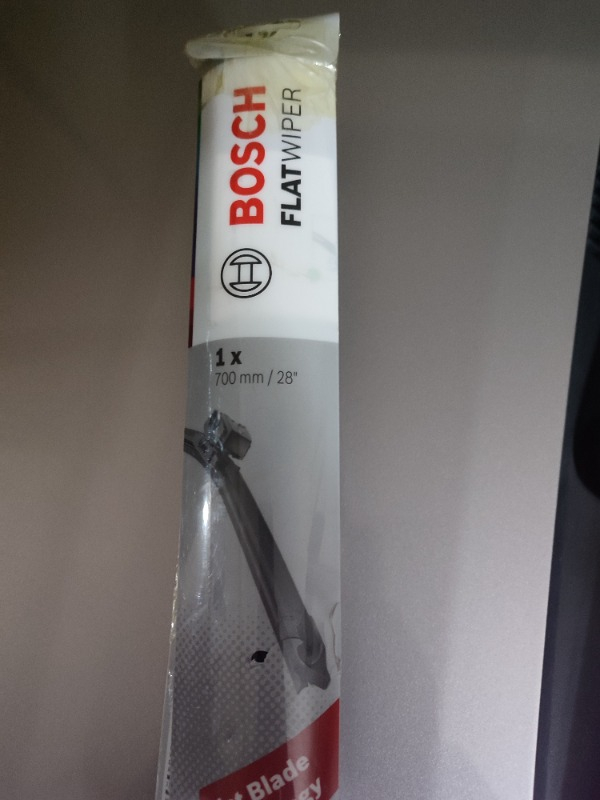 BOSCH
FLATWIPER
1 x
700 mm / 28"
Blade